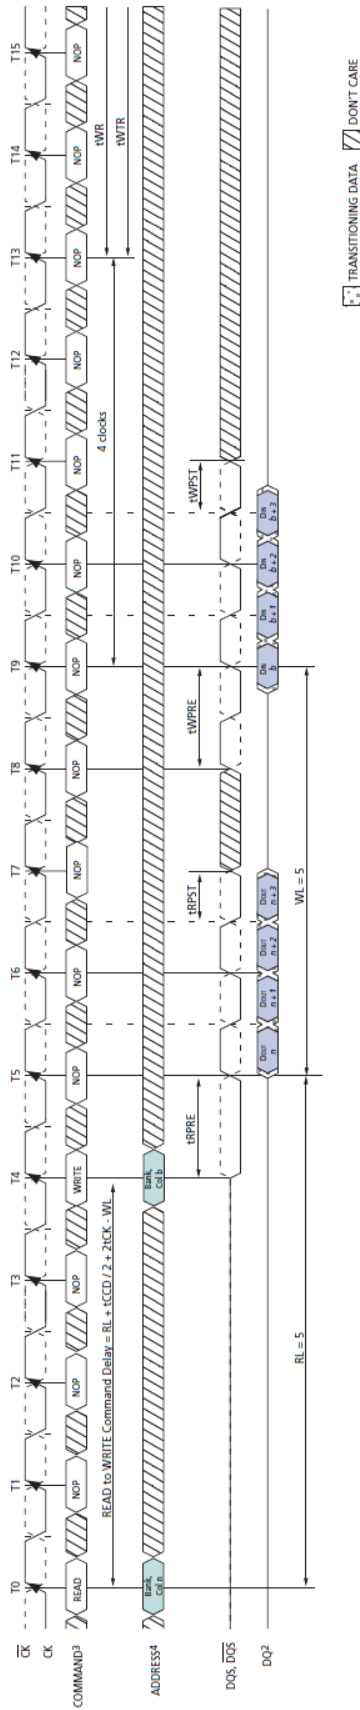 T0 T1 T2 T3 T4 T5 T6 T7 T8 T9 T10 T11 T12 T13 T14 T15
CK
CK
COMMAND3 READ NOP NOP NOP WRITE NOP NOP NOP NOP NOP NOP NOP NOP NOP NOP NOP
READ to WRITE Command Delay = RL + tCCD / 2 + 2tCK - WL
4 clocks
tWR
tWTR
ADDRESS4
Bank,
Col n
Bank,
Col b
tRPRE tRPST tWPRE tWPST
DQS, DQS
DQ2
DOUT
n
DOUT
n + 1
DOUT
n + 2
DOUT
n + 3
DIN
b
DIN
b + 1
DIN
b + 2
DIN
b + 3
RL = 5 WL = 5
TRANSITIONING DATA DON'T CARE